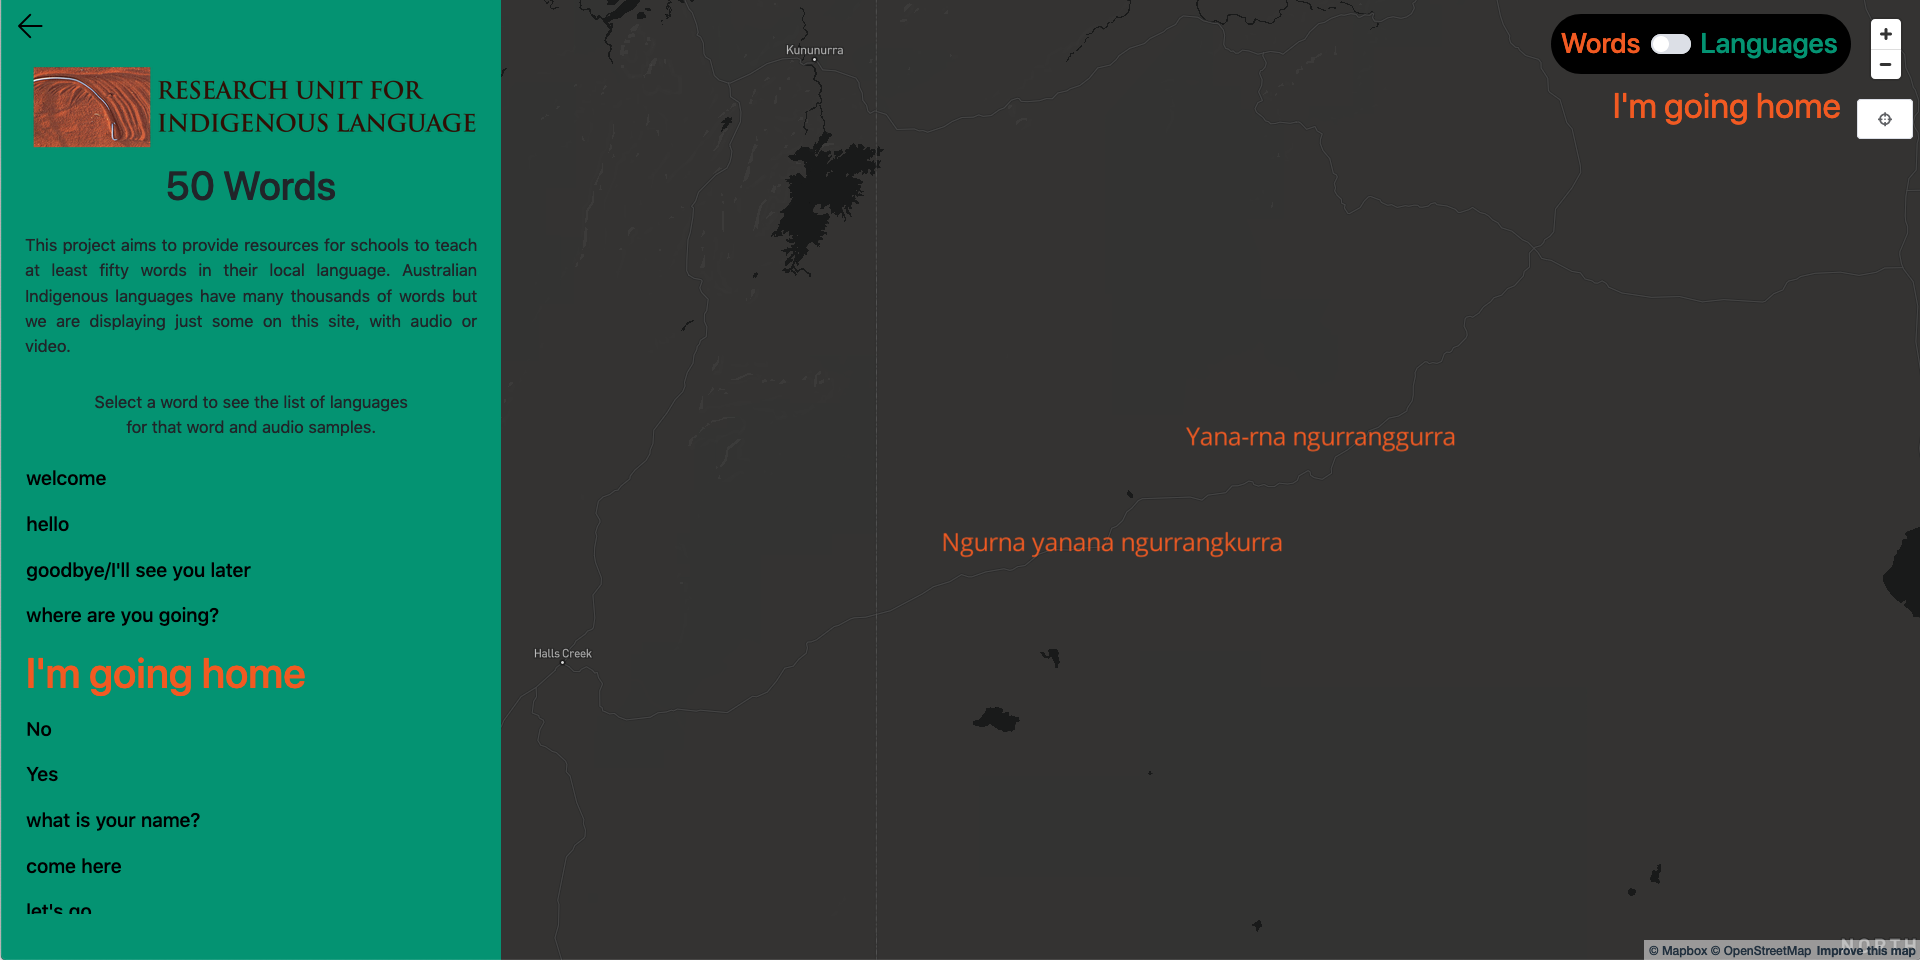 RESEARCH UNIT FOR
INDIGENOUS LANGUAGE
50 Words
This project aims to provide resources for schools to teach
at least fifty words in their local language. Australian
Indigenous languages have many thousands of words but
we are displaying just some on this site, with audio or
video.
Select a word to see the list of languages
for that word and audio samples.
welcome
hello
goodbye/I'll see you later
where are you going?
I'm going home
No
Yes
what is your name?
come here
let's go
Kununurra
Words Languages
I'm going home
Yana-rna ngurranggurra
Ngurna yanana ngurrangkurra
Halls Creek
NORTH
© Mapbox © OpenStreetMap Improve this map